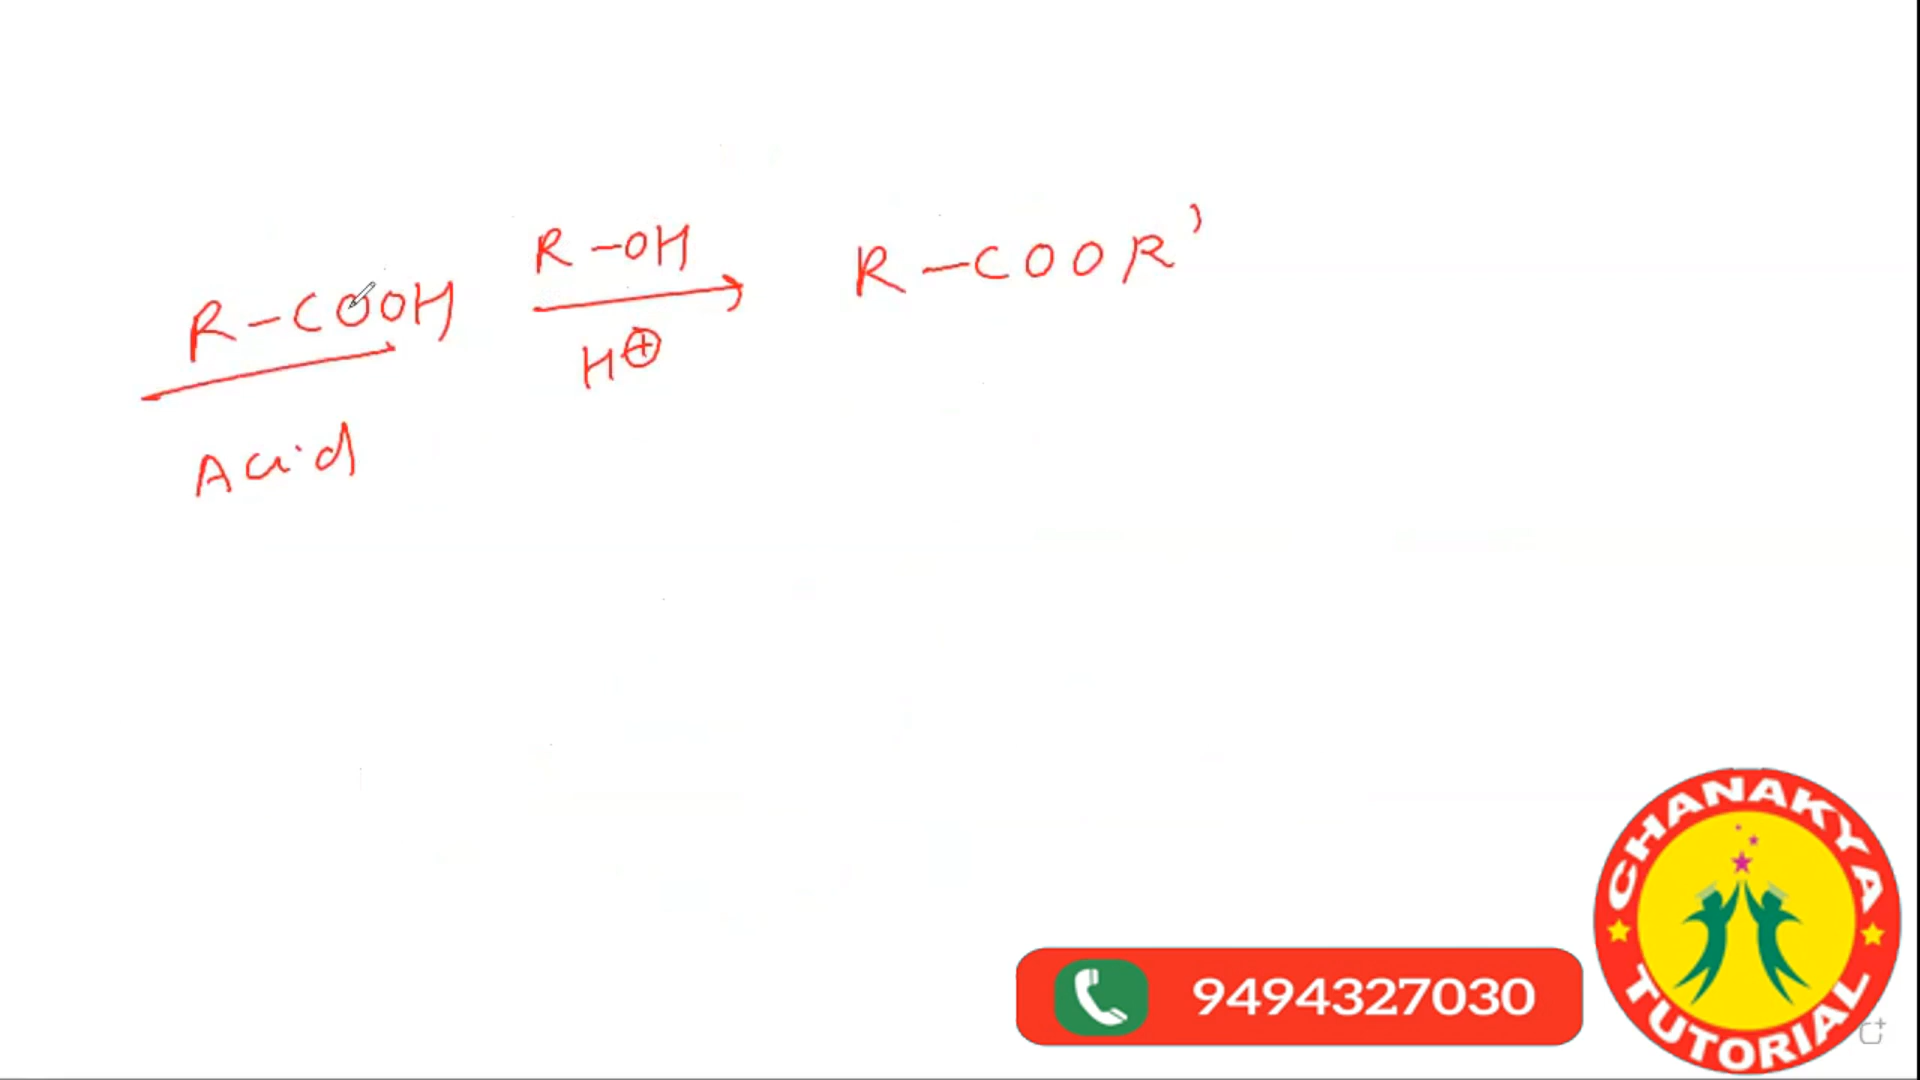 R-COOH R-OH R-COOR'
H⊕
Acid
9494327030
CHANAKYA
TUTORIAL